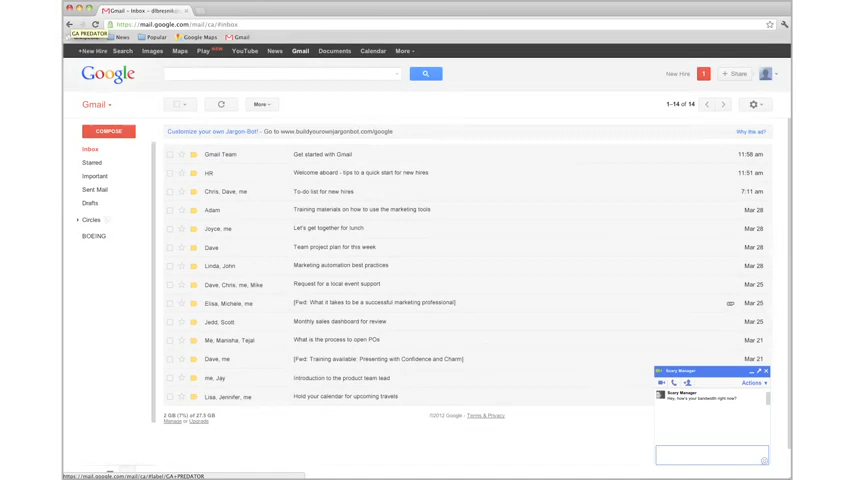 Gmail - Inbox - dlbresnik
https://mail.google.com/mail/ca/#inbox
GA PREDATOR
News Popular Google Maps Gmail
+New Hire Search Images Maps Play NEW YouTube News Gmail Documents Calendar More
Google New Hire 1 + Share
Gmail More 1–14 of 14
COMPOSE
Customize your own Jargon-Bot! - Go to www.buildyourownjargonbot.com/google Why this ad?
Inbox
Starred
Important
Sent Mail
Drafts
Circles
BOEING
Gmail Team Get started with Gmail 11:58 am
HR Welcome aboard - tips to a quick start for new hires 11:51 am
Chris, Dave, me To-do list for new hires 7:11 am
Adam Training materials on how to use the marketing tools Mar 28
Joyce, me Let's get together for lunch Mar 28
Dave Team project plan for this week Mar 28
Linda, John Marketing automation best practices Mar 28
Dave, Chris, me, Mike Request for a local event support Mar 25
Elisa, Michele, me [Fwd: What it takes to be a successful marketing professional] Mar 25
Jedd, Scott Monthly sales dashboard for review Mar 25
Me, Manisha, Tejal What is the process to open POs Mar 21
Dave, me [Fwd: Training available: Presenting with Confidence and Charm] Mar 21
me, Jay Introduction to the product team lead
Lisa, Jennifer, me Hold your calendar for upcoming travels
Scary Manager
Actions
Scary Manager
Hey, how's your bandwidth right now?
2 GB (7%) of 27.5 GB
Manage or Upgrade
©2012 Google - Terms & Privacy
https://mail.google.com/mail/ca/#label/GA+PREDATOR